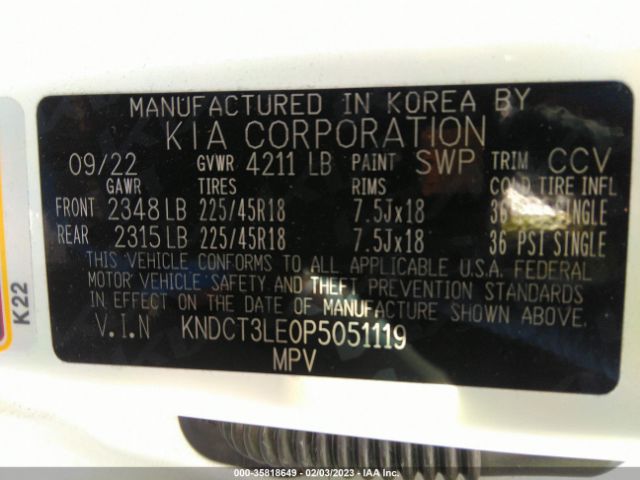 MANUFACTURED IN KOREA BY
KIA CORPORATION
09/22 GVWR 4211 LB PAINT SWP TRIM CCV
GAWR TIRES RIMS COLD TIRE INFL
FRONT 2348 LB 225/45R18 7.5Jx18 36 SINGLE
REAR 2315 LB 225/45R18 7.5Jx18 36 PSI SINGLE
THIS VEHICLE CONFORMS TO ALL APPLICABLE U.S.A. FEDERAL
MOTOR VEHICLE SAFETY AND THEFT PREVENTION STANDARDS
IN EFFECT ON THE DATE OF MANUFACTURE SHOWN ABOVE.
V.I.N KNDCT3LE0P5051119
MPV
K22
000-35818649 - 02/03/2023 - IAA Inc.